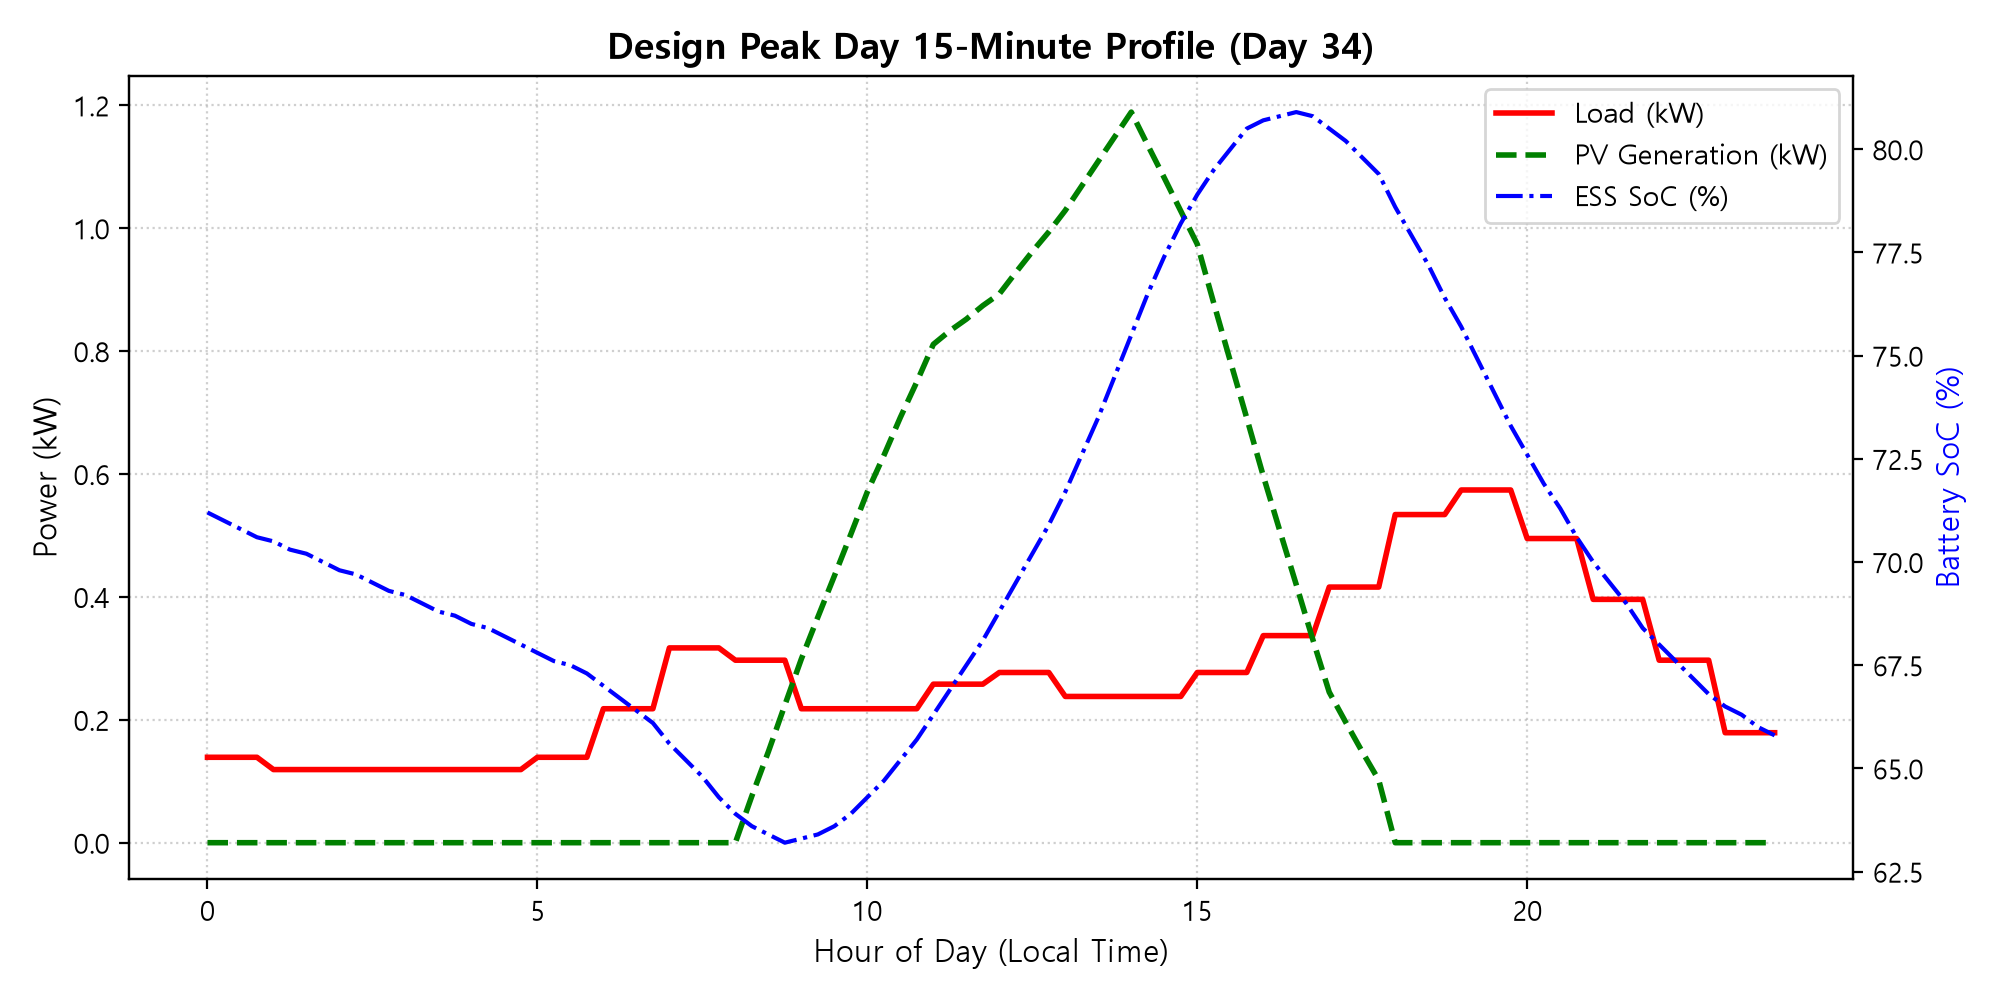 Design Peak Day 15-Minute Profile (Day 34)
Load (kW)
PV Generation (kW)
ESS SoC (%)
Power (kW)
1.2
1.0
0.8
0.6
0.4
0.2
0.0
80.0
77.5
75.0
72.5
70.0
67.5
65.0
62.5
Battery SoC (%)
0 5 10 15 20
Hour of Day (Local Time)